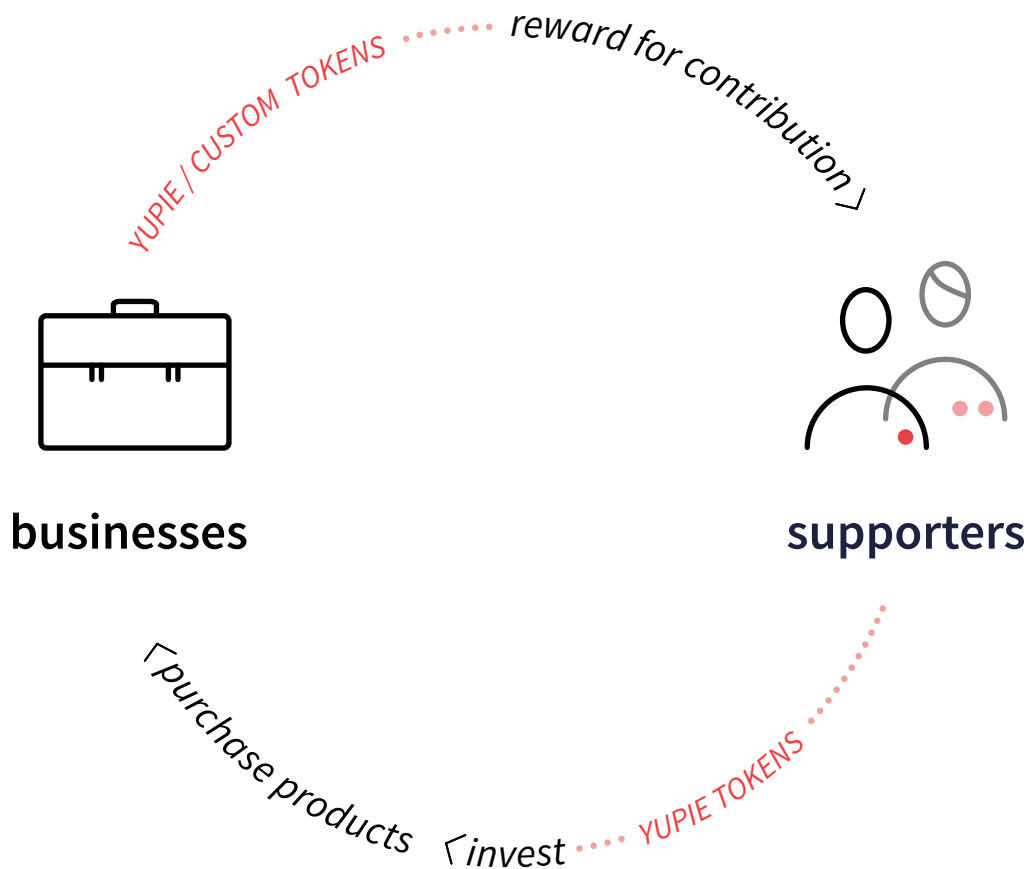 YUPIE / CUSTOM TOKENS
reward for contribution
businesses
supporters
YUPIE TOKENS
invest
purchase products